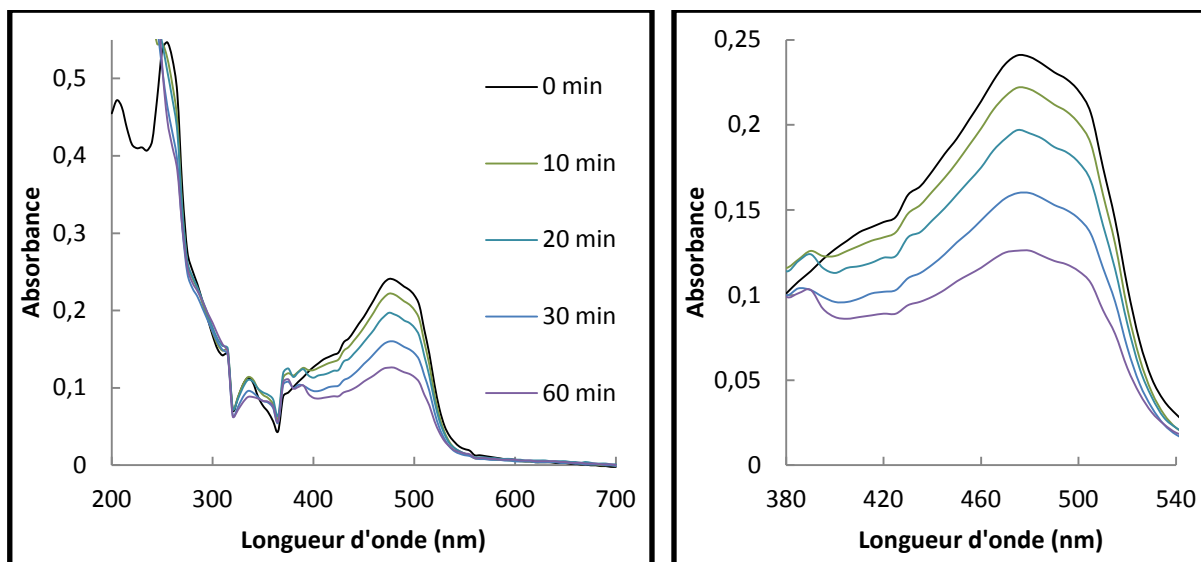 0,5
0,4
0,3
0,2
0,1
0
Absorbance
200
300
400
500
600
700
Longueur d'onde (nm)
0 min
10 min
20 min
30 min
60 min
0,25
0,2
0,15
0,1
0,05
0
Absorbance
380
420
460
500
540
Longueur d'onde (nm)